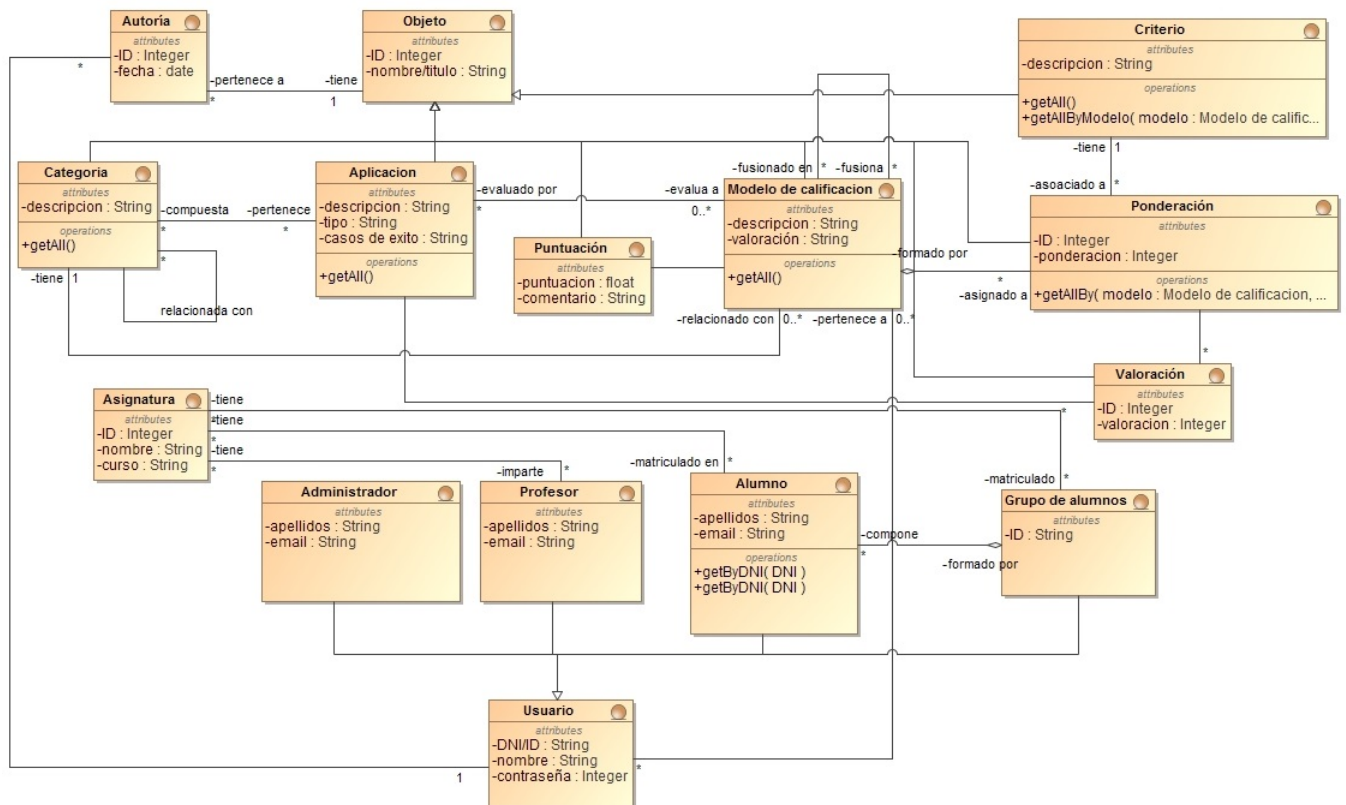 Autoría
attributes
-ID : Integer
-fecha : date
*
-pertenece a
*
-tiene
1
Objeto
attributes
-ID : Integer
-nombre/titulo : String
Criterio
attributes
-descripcion : String
operations
+getAll()
+getAllByModelo( modelo : Modelo de calific...
-tiene
1
-asoaciado a
*
-fusionado en
*
-fusiona
*
Categoria
attributes
-descripcion : String
operations
+getAll()
-compuesta
*
-pertenece
*
*
-tiene
1
relacionada con
Aplicacion
attributes
-descripcion : String
-tipo : String
-casos de exito : String
operations
+getAll()
-evaluado por
*
-evalua a
0..*
Puntuación
attributes
-puntuacion : float
-comentario : String
Modelo de calificacion
attributes
-descripcion : String
-valoración : String
operations
+getAll()
-formado por
-asignado a
*
-relacionado con
0..*
-pertenece a
0..*
Ponderación
attributes
-ID : Integer
-ponderacion : Integer
operations
+getAllBy( modelo : Modelo de calificacion, ...
*
Valoración
attributes
-ID : Integer
-valoracion : Integer
Asignatura
attributes
-ID : Integer
-nombre : String
-curso : String
-tiene
*
-tiene
*
-tiene
*
-imparte
*
-matriculado en
*
-matriculado
*
Administrador
attributes
-apellidos : String
-email : String
Profesor
attributes
-apellidos : String
-email : String
Alumno
attributes
-apellidos : String
-email : String
operations
+getByDNI( DNI )
+getByDNI( DNI )
-compone
*
-formado por
Grupo de alumnos
attributes
-ID : String
Usuario
attributes
-DNI/ID : String
-nombre : String
-contraseña : Integer
1
*